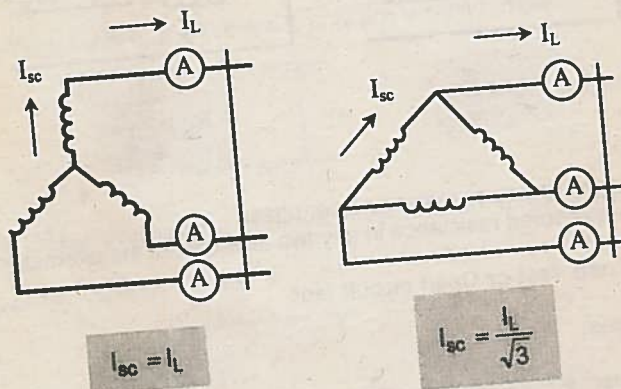 I_L
I_L
I_sc
A
I_sc
A
A
A
A
A
I_sc = I_L
I_sc = I_L/√3